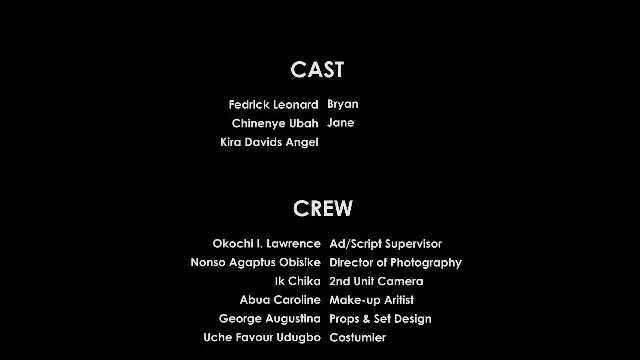 CAST
Fedrick Leonard Bryan
Chinenye Ubah Jane
Kira Davids Angel
CREW
Okochi I. Lawrence Ad/Script Supervisor
Nonso Agaptus Obisike Director of Photography
Ik Chika 2nd Unit Camera
Abua Caroline Make-up Aritist
George Augustina Props & Set Design
Uche Favour Udugbo Costumier